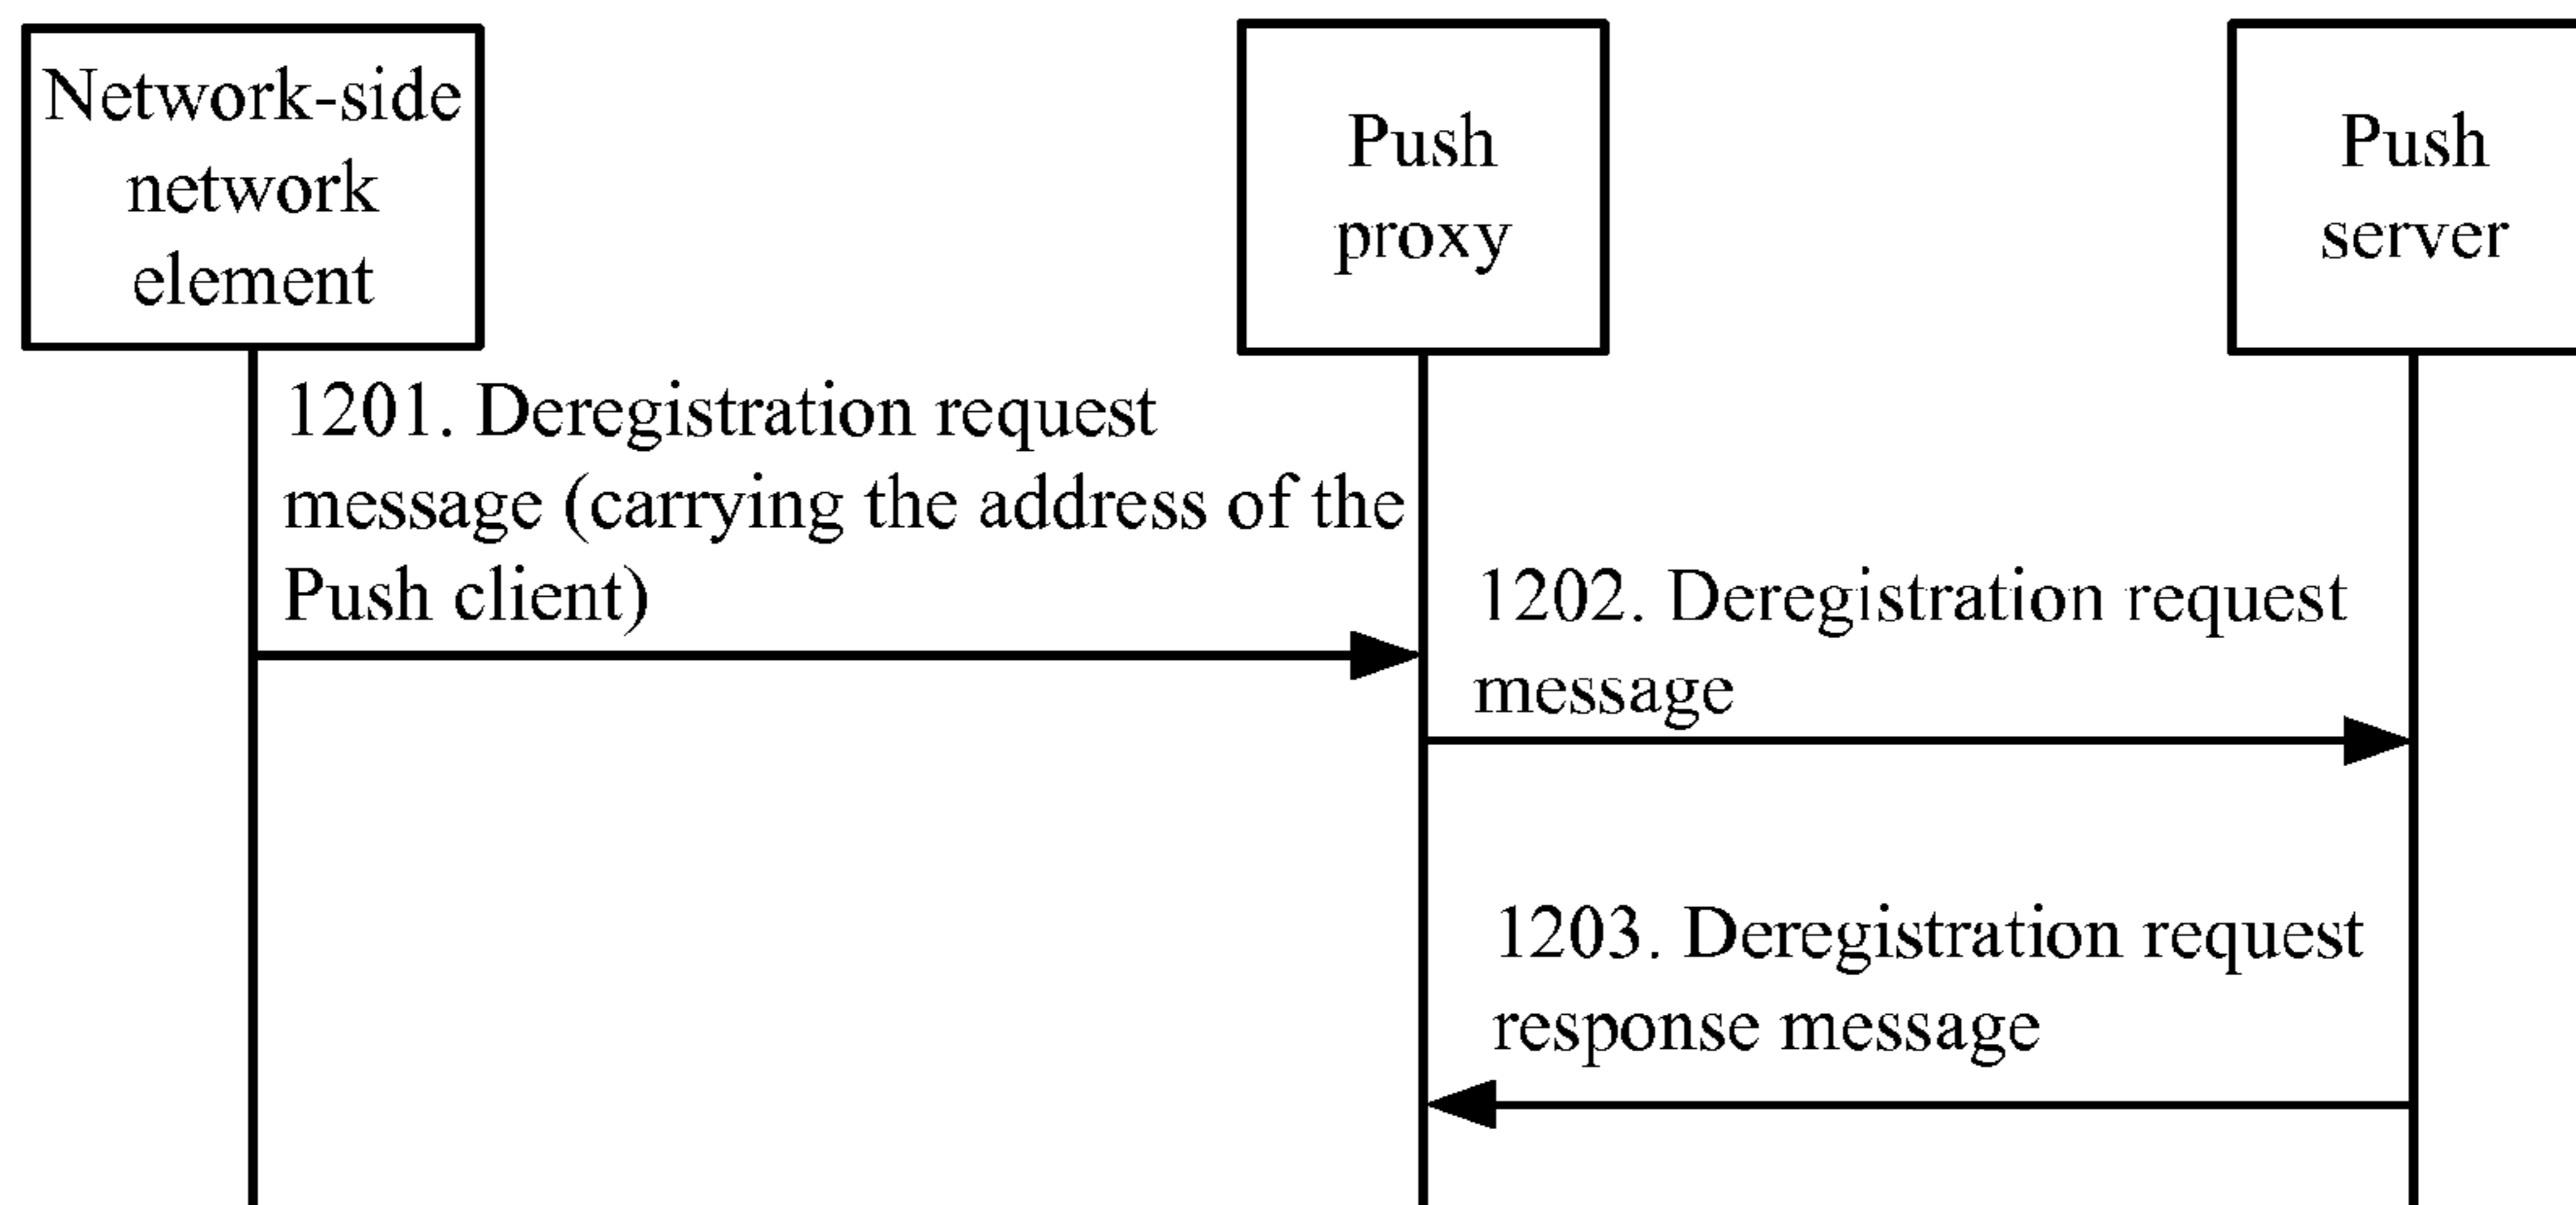 Network-side
network
element
Push
proxy
Push
server
1201. Deregistration request
message (carrying the address of the
Push client)
1202. Deregistration request
message
1203. Deregistration request
response message